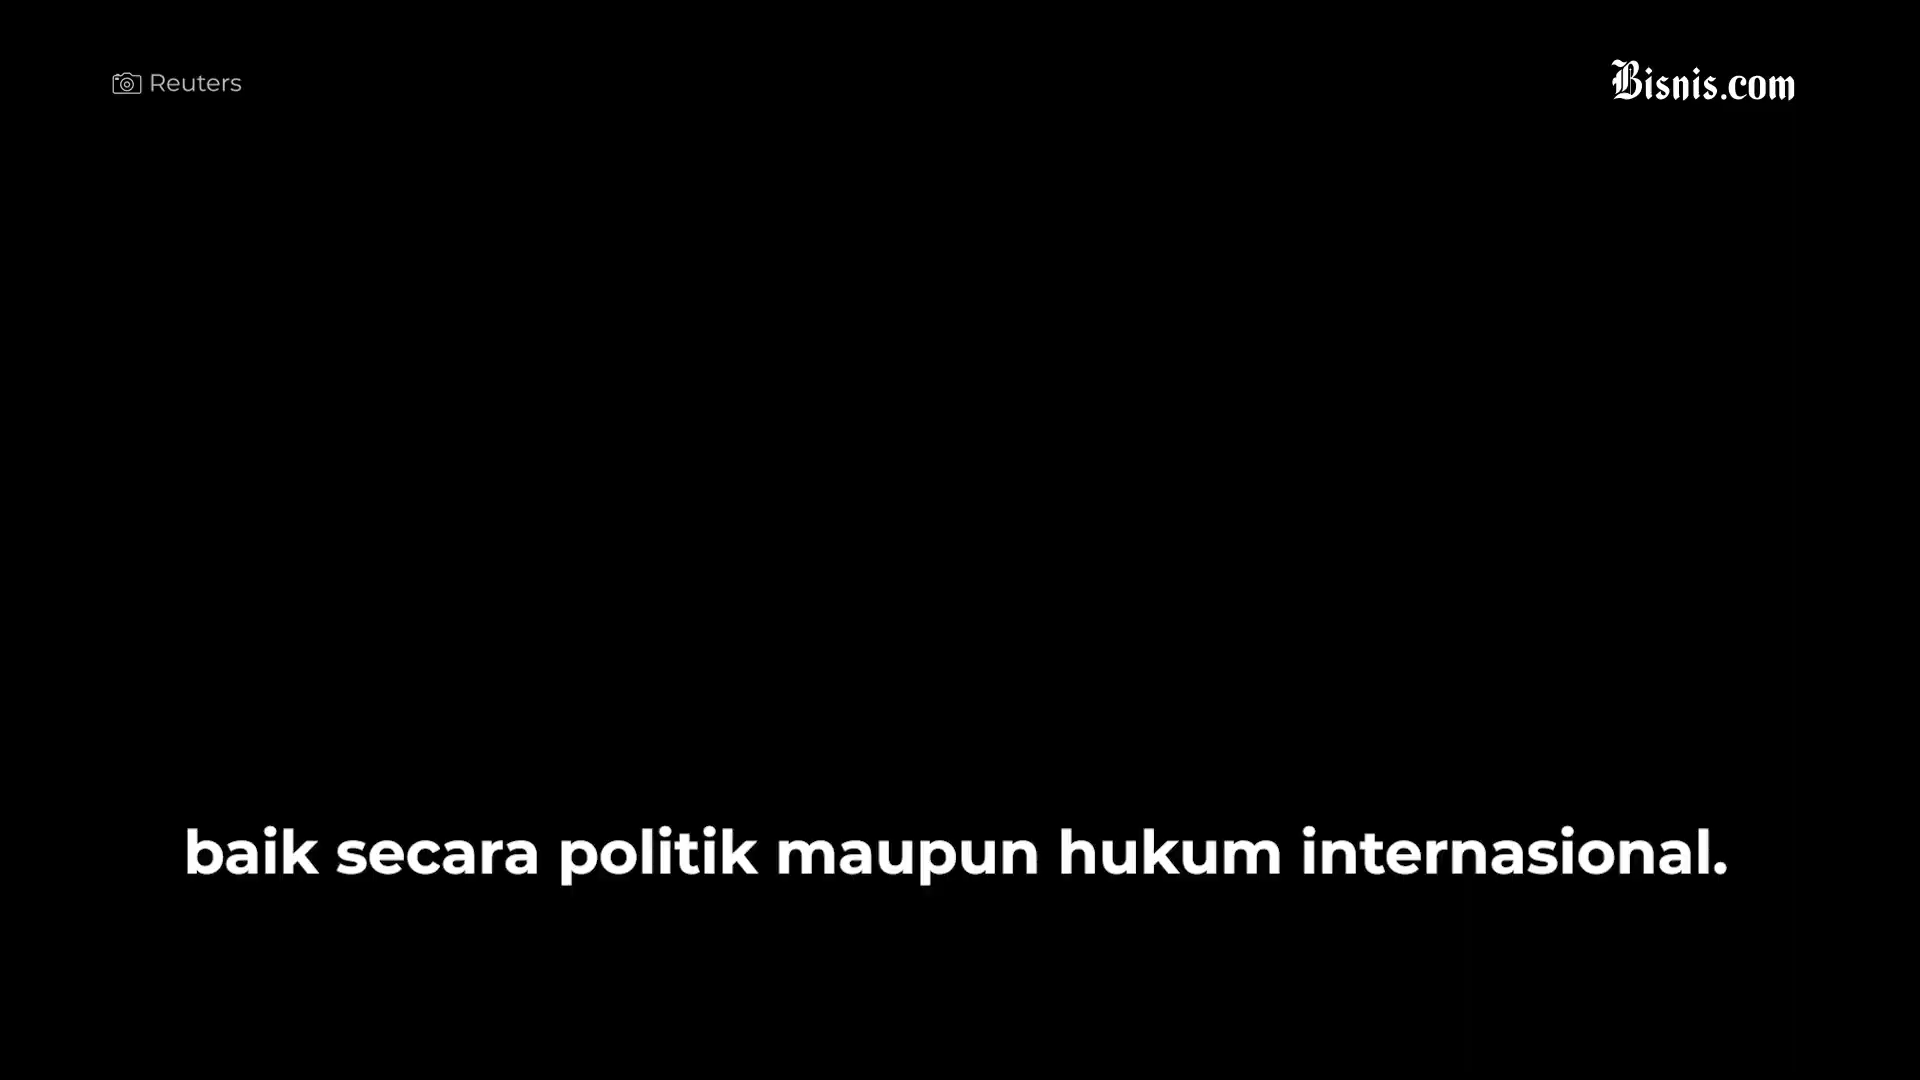 Reuters
Bisnis.com
baik secara politik maupun hukum internasional.